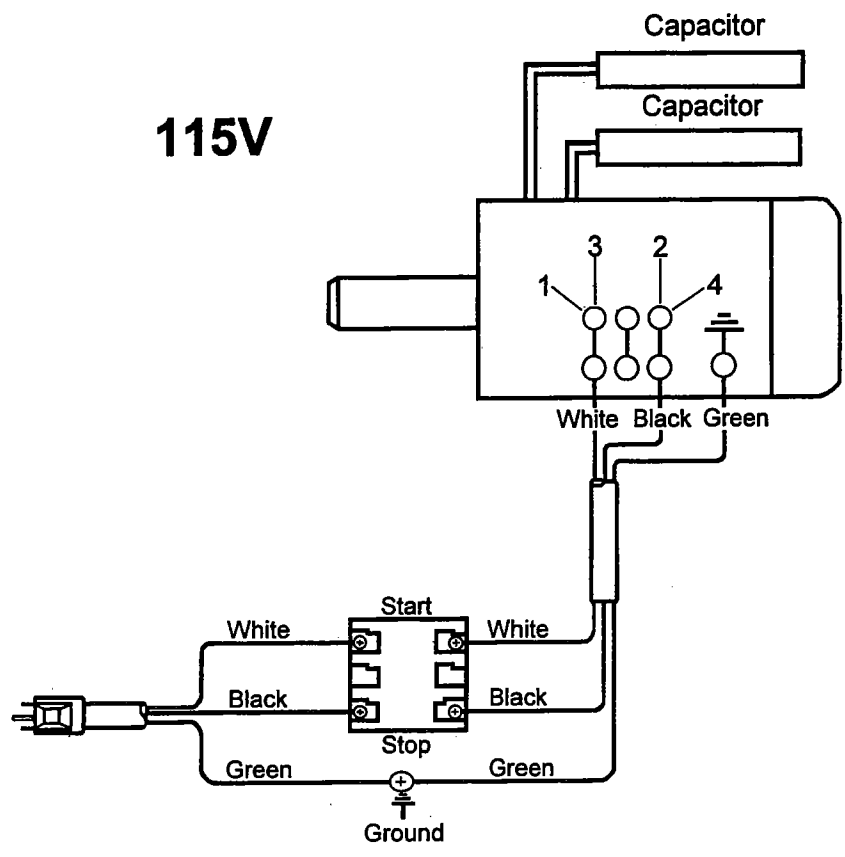 Capacitor
Capacitor
115V
3 2
1 4
White Black Green
Start
White White
Black Black
Stop
Green Green
Ground